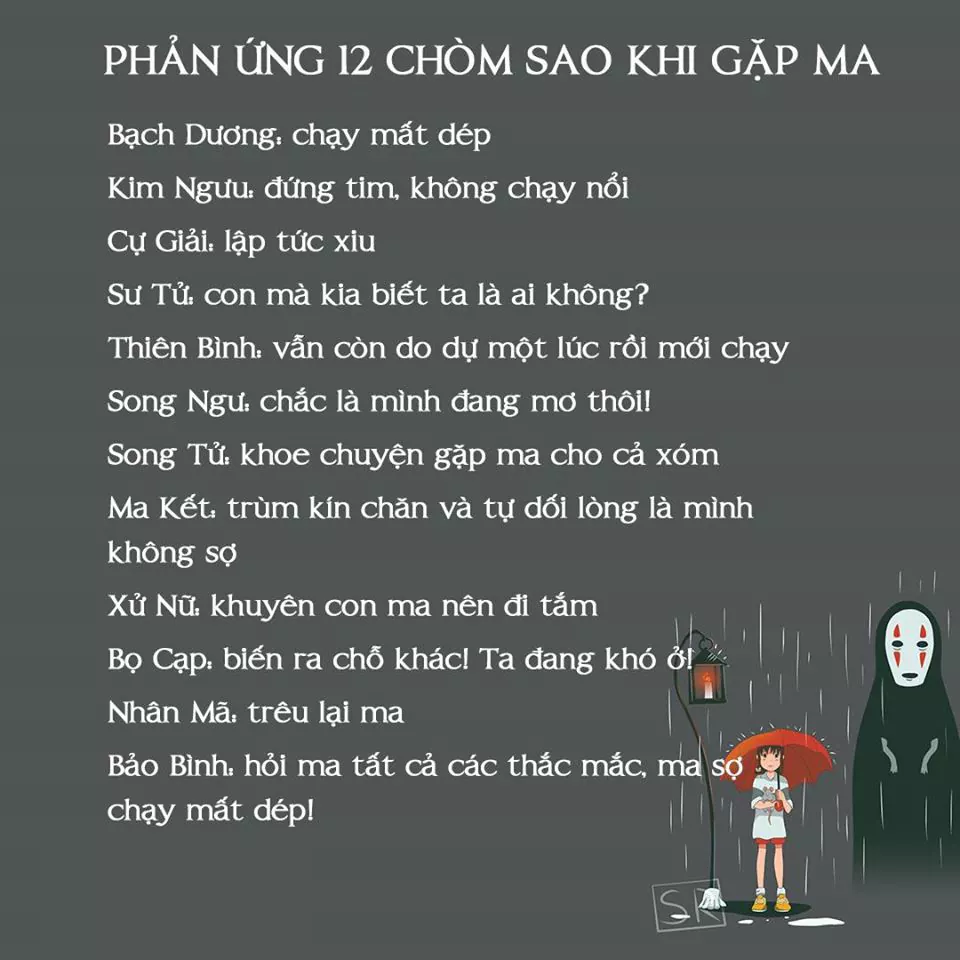 PHẢN ỨNG 12 CHÒM SAO KHI GẶP MA
Bạch Dương: chạy mất dép
Kim Ngưu: đứng tim, không chạy nổi
Cự Giải: lập tức xiu
Sư Tử: con mà kia biết ta là ai không?
Thiên Bình: vẫn còn do dự một lúc rồi mới chạy
Song Ngư: chắc là mình đang mơ thôi!
Song Tử: khoe chuyện gặp ma cho cả xóm
Ma Kết: trùm kín chăn và tự dối lòng là mình
không sợ
Xử Nữ: khuyên con ma nên đi tắm
Bọ Cạp: biến ra chỗ khác! Ta đang khó ở!
Nhân Mã: trêu lại ma
Bảo Bình: hỏi ma tất cả các thắc mắc, ma sợ
chạy mất dép!
SR